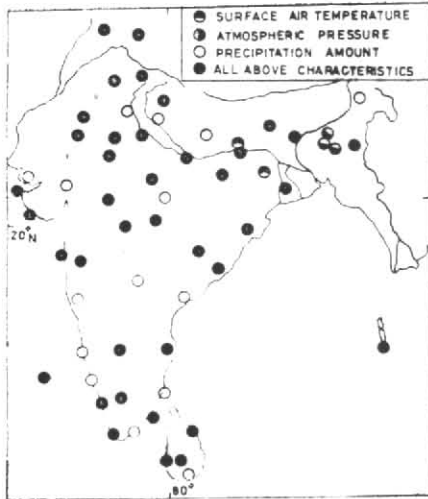 SURFACE AIR TEMPERATURE
ATMOSPHERIC PRESSURE
PRECIPITATION AMOUNT
ALL ABOVE CHARACTERISTICS
20°N
80°